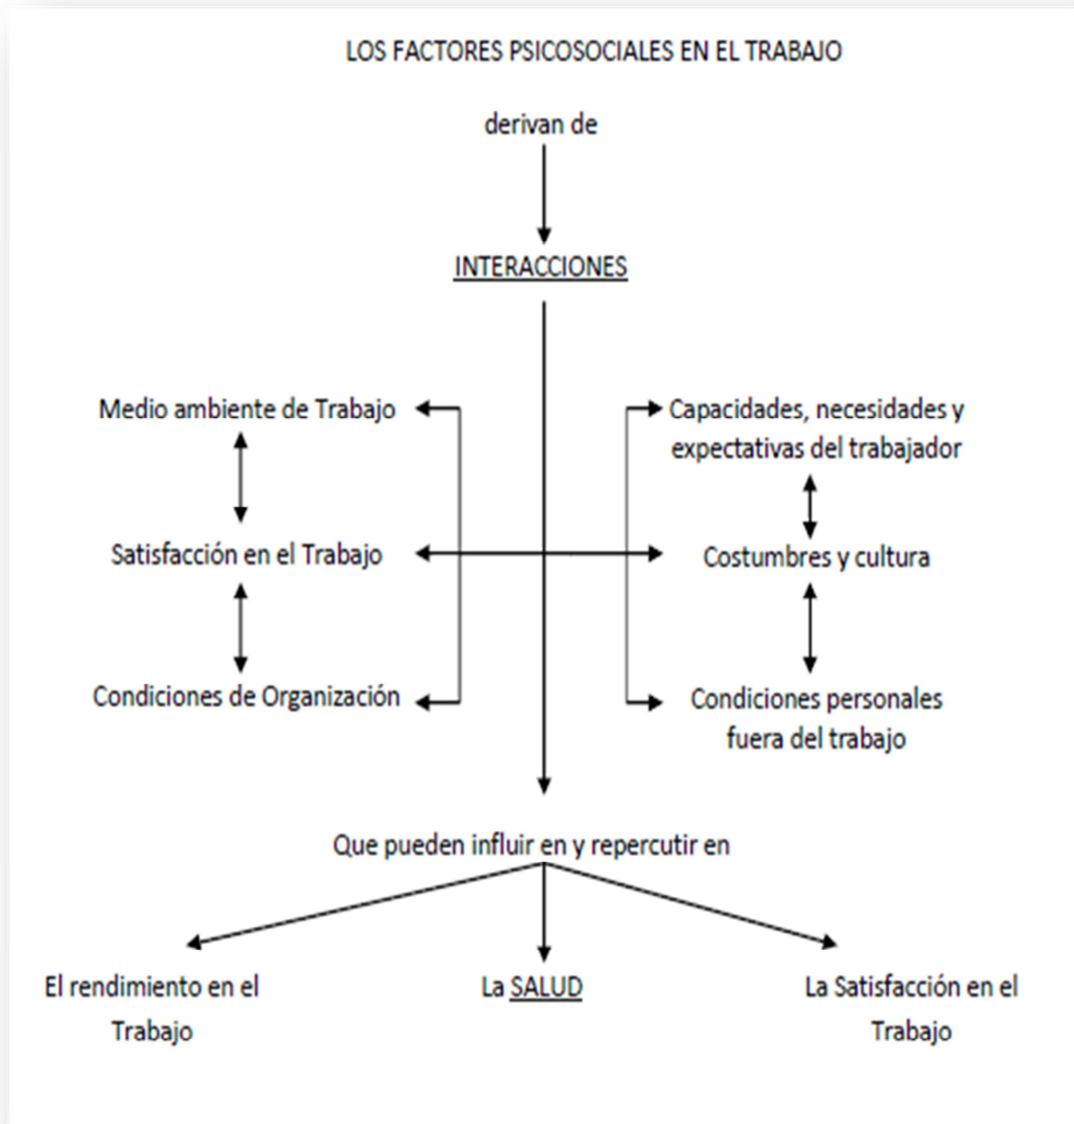 LOS FACTORES PSICOSOCIALES EN EL TRABAJO
derivan de
INTERACCIONES
Medio ambiente de Trabajo
Capacidades, necesidades y
expectativas del trabajador
Satisfacción en el Trabajo
Costumbres y cultura
Condiciones de Organización
Condiciones personales
fuera del trabajo
Que pueden influir en y repercutir en
El rendimiento en el
Trabajo
La SALUD
La Satisfacción en el
Trabajo